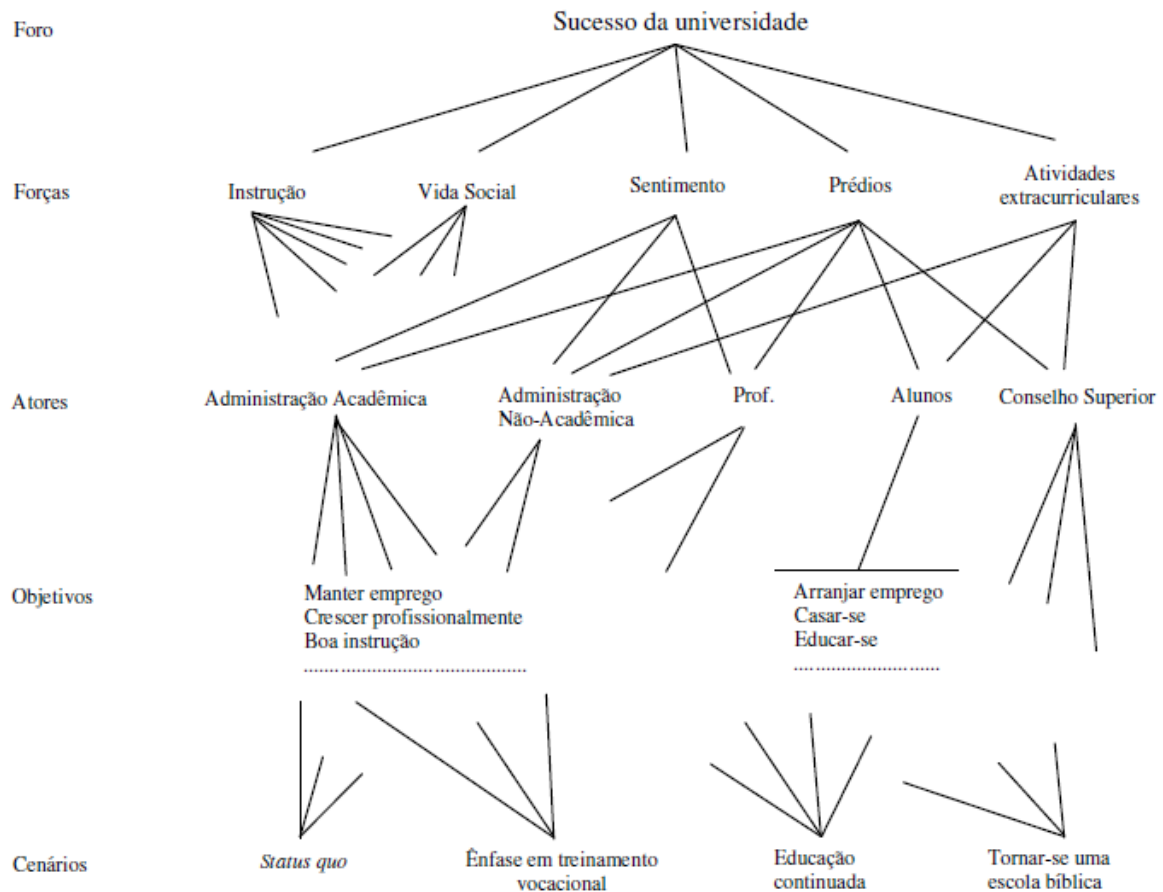 Foro
Sucesso da universidade
Forças
Instrução
Vida Social
Sentimento
Prédios
Atividades
extracurriculares
Atores
Administração Acadêmica
Administração
Não-Acadêmica
Prof.
Alunos
Conselho Superior
Objetivos
Manter emprego
Crescer profissionalmente
Boa instrução
................................................
Arranjar emprego
Casar-se
Educar-se
................................
Cenários
Status quo
Ênfase em treinamento
vocacional
Educação
continuada
Tornar-se uma
escola bíblica